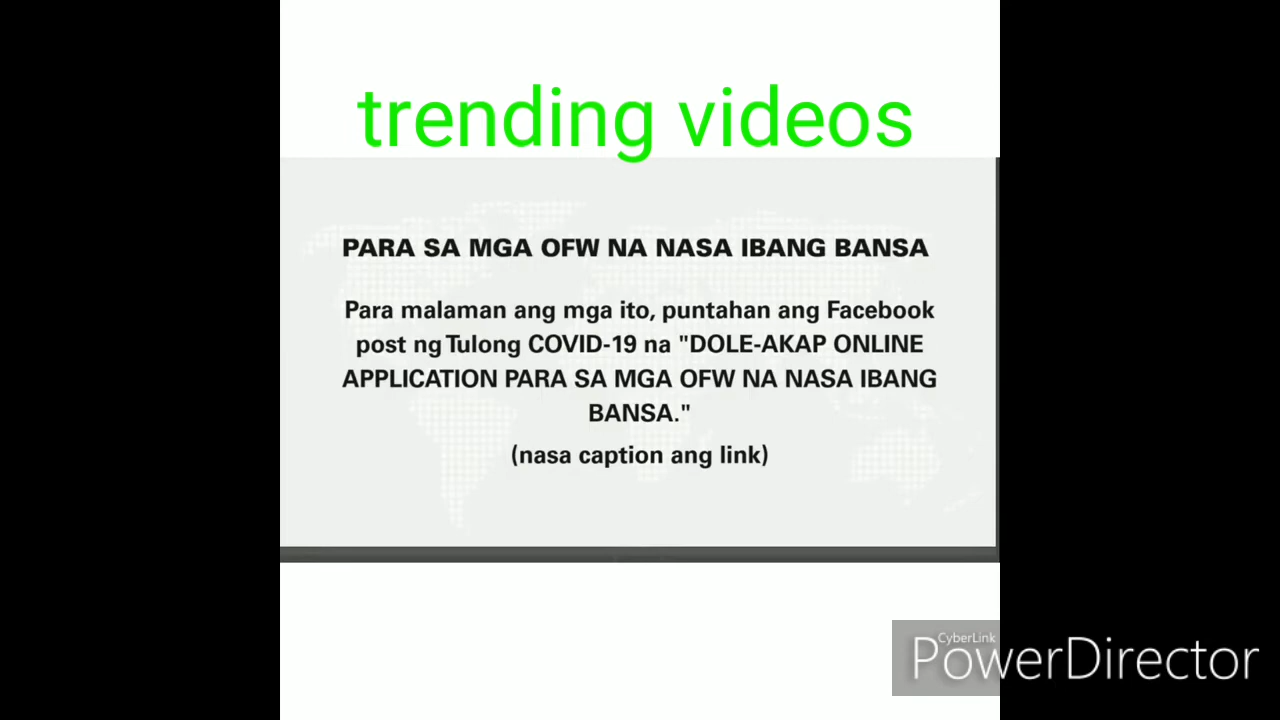 trending videos
PARA SA MGA OFW NA NASA IBANG BANSA
Para malaman ang mga ito, puntahan ang Facebook
post ng Tulong COVID-19 na "DOLE-AKAP ONLINE
APPLICATION PARA SA MGA OFW NA NASA IBANG
BANSA."
(nasa caption ang link)
CyberLink
PowerDirector